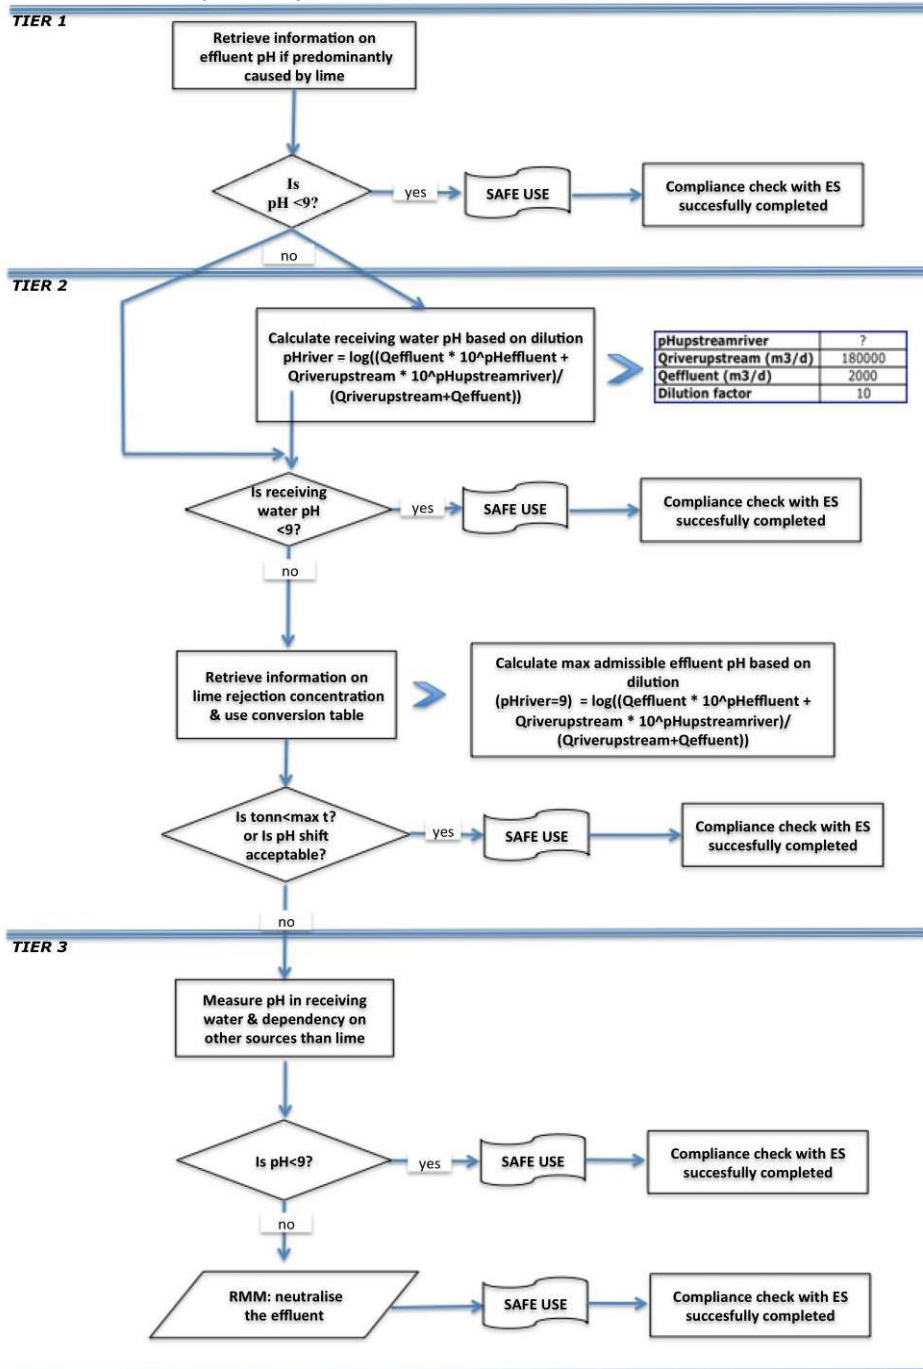 TIER 1
Retrieve information on
effluent pH if predominantly
caused by lime
Is
pH <9?
yes
SAFE USE
Compliance check with ES
succesfully completed
no
TIER 2
Calculate receiving water pH based on dilution
pHriver = log((Qeffluent * 10^pHeffluent +
Qriverupstream * 10^pHupstreamriver)/
(Qriverupstream+Qeffuent))
pHupstreamriver ?
Qriverupstream (m3/d) 180000
Qeffluent (m3/d) 2000
Dilution factor 10
Is receiving
water pH
<9?
yes
SAFE USE
Compliance check with ES
succesfully completed
no
Retrieve information on
lime rejection concentration
& use conversion table
Calculate max admissible effluent pH based on
dilution
(pHriver=9) = log((Qeffluent * 10^pHeffluent +
Qriverupstream * 10^pHupstreamriver)/
(Qriverupstream+Qeffuent))
Is tonn<max t?
or Is pH shift
acceptable?
yes
SAFE USE
Compliance check with ES
succesfully completed
no
TIER 3
Measure pH in receiving
water & dependency on
other sources than lime
Is pH<9?
yes
SAFE USE
Compliance check with ES
succesfully completed
no
RMM: neutralise
the effluent
SAFE USE
Compliance check with ES
succesfully completed